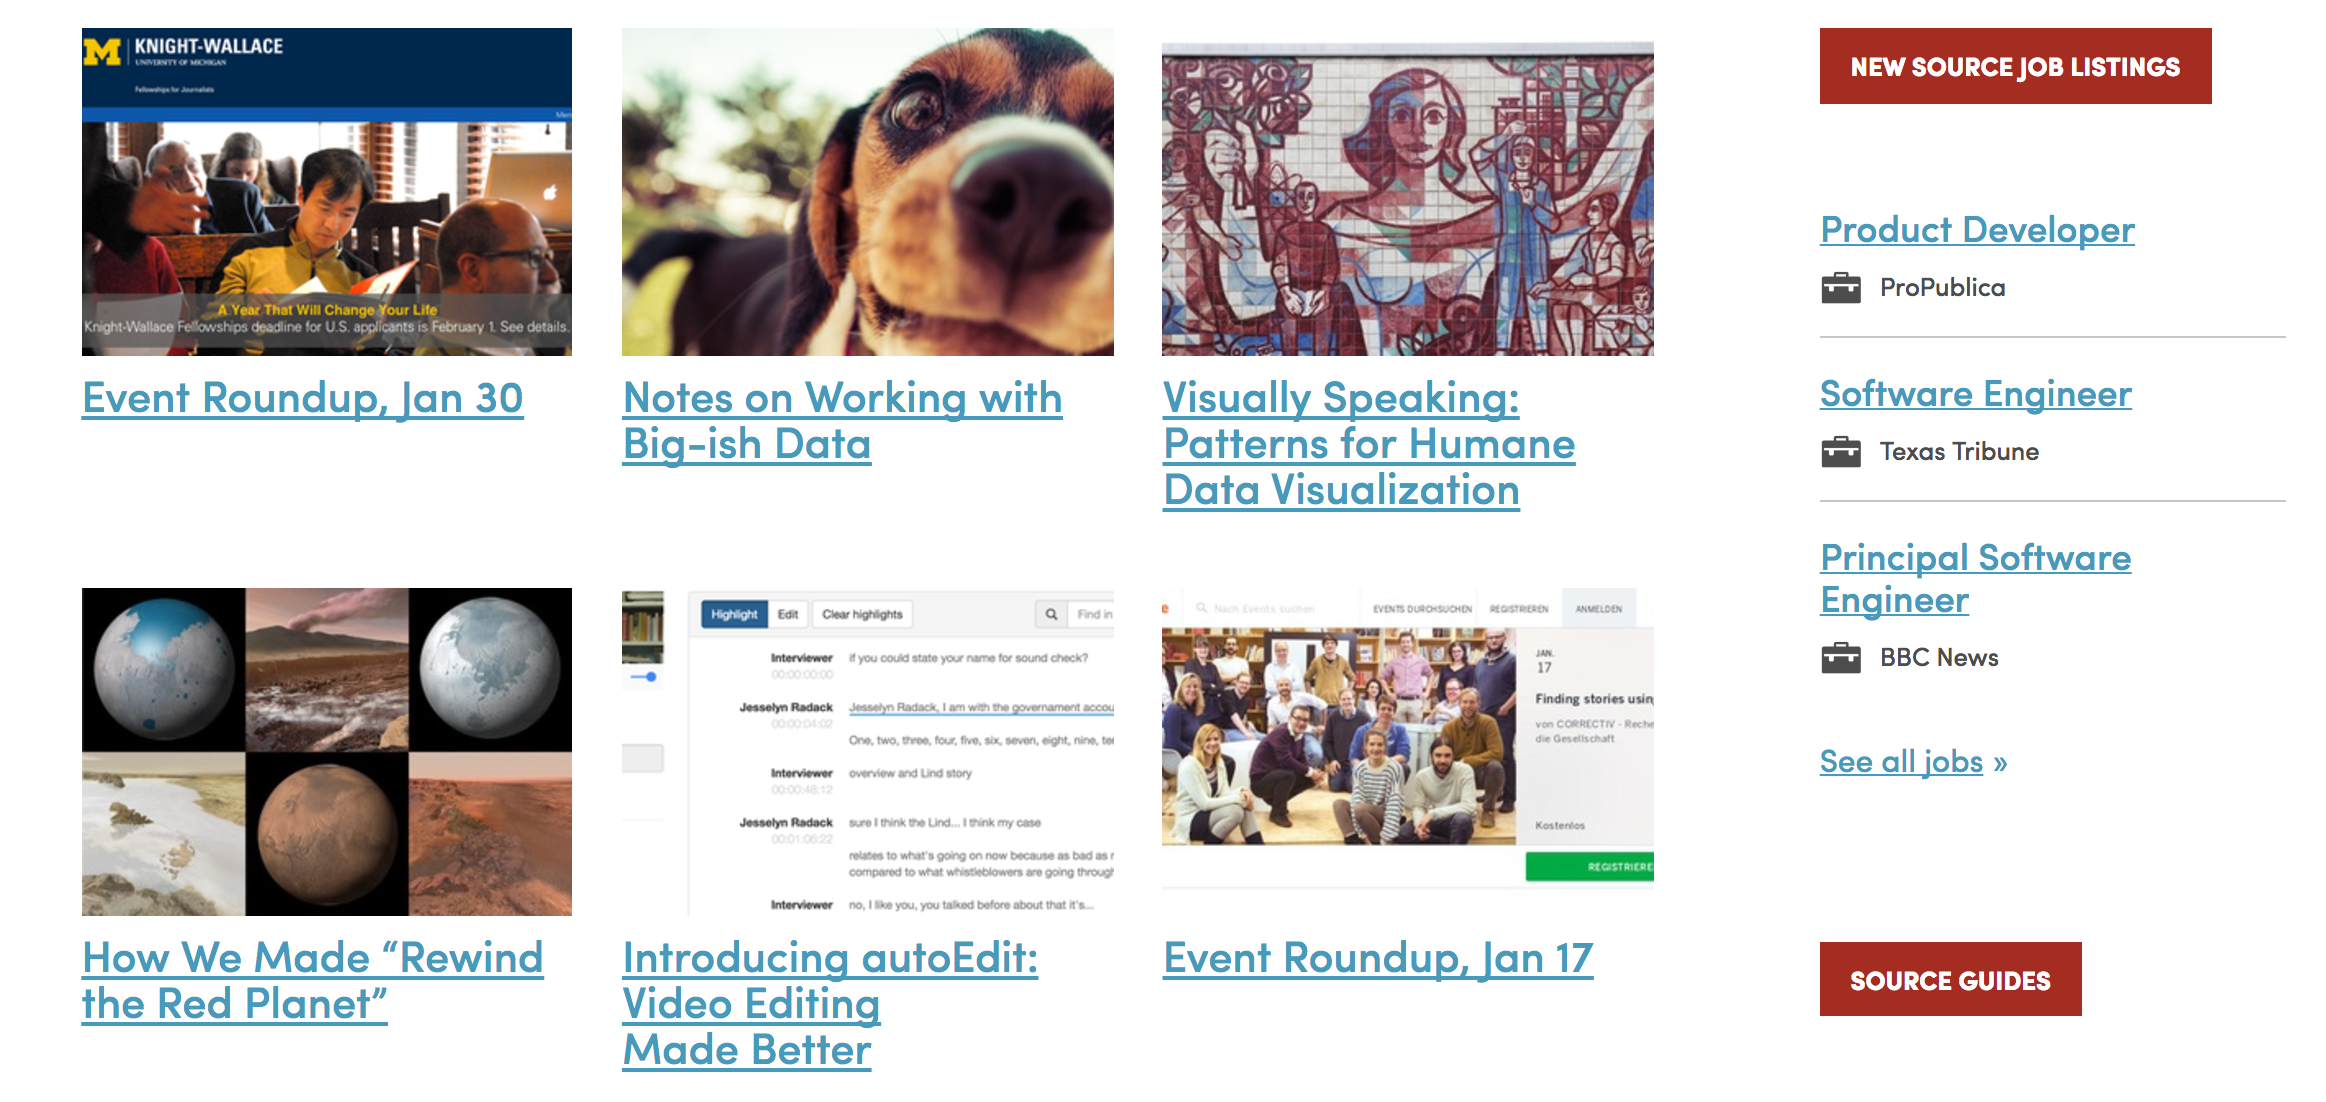 M KNIGHT-WALLACE
UNIVERSITY OF MICHIGAN
Fellowships for Journalists
A Year That Will Change Your Life
Knight-Wallace Fellowships deadline for U.S. applicants is February 1. See details.
Event Roundup, Jan 30
Notes on Working with
Big-ish Data
Visually Speaking:
Patterns for Humane
Data Visualization
How We Made “Rewind
the Red Planet”
Highlight Edit Clear highlights Find in
Interviewer if you could state your name for sound check?
00:00:00:00
Jesselyn Radack Jesselyn Radack, I am with the governament accou
00:00:04:02
One, two, three, four, five, six, seven, eight, nine, ter
Interviewer overview and Lind story
00:00:48:12
Jesselyn Radack sure I think the Lind... I think my case
00:01:06:22
relates to what's going on now because as bad as
compared to what whistleblowers are going through
Interviewer no, I like you, you talked before about that it's...
Introducing autoEdit:
Video Editing
Made Better
e Nach Events suchen EVENTS DURCHSUCHEN REGISTRIEREN ANMELDEN
JAN.
17
Finding stories usin
von CORRECTIV - Reche
die Gesellschaft
Kostenlos
REGISTRIERE
Event Roundup, Jan 17
NEW SOURCE JOB LISTINGS
Product Developer
ProPublica
Software Engineer
Texas Tribune
Principal Software
Engineer
BBC News
See all jobs »
SOURCE GUIDES